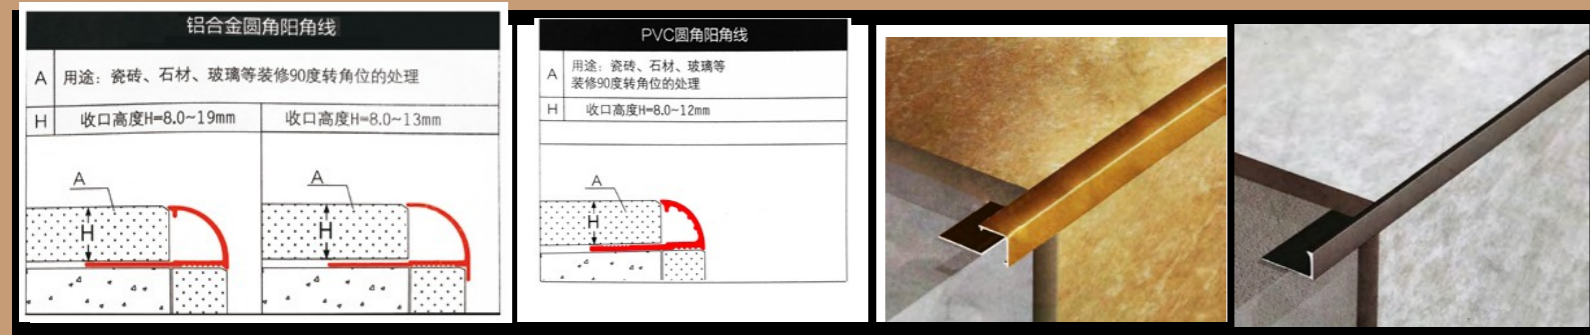 铝合金圆角阳角线
A 用途：瓷砖、石材、玻璃等装修90度转角位的处理
H 收口高度H=8.0~19mm 收口高度H=8.0~13mm
A A
H H
PVC圆角阳角线
A 用途：瓷砖、石材、玻璃等
装修90度转角位的处理
H 收口高度H=8.0~12mm
A
H